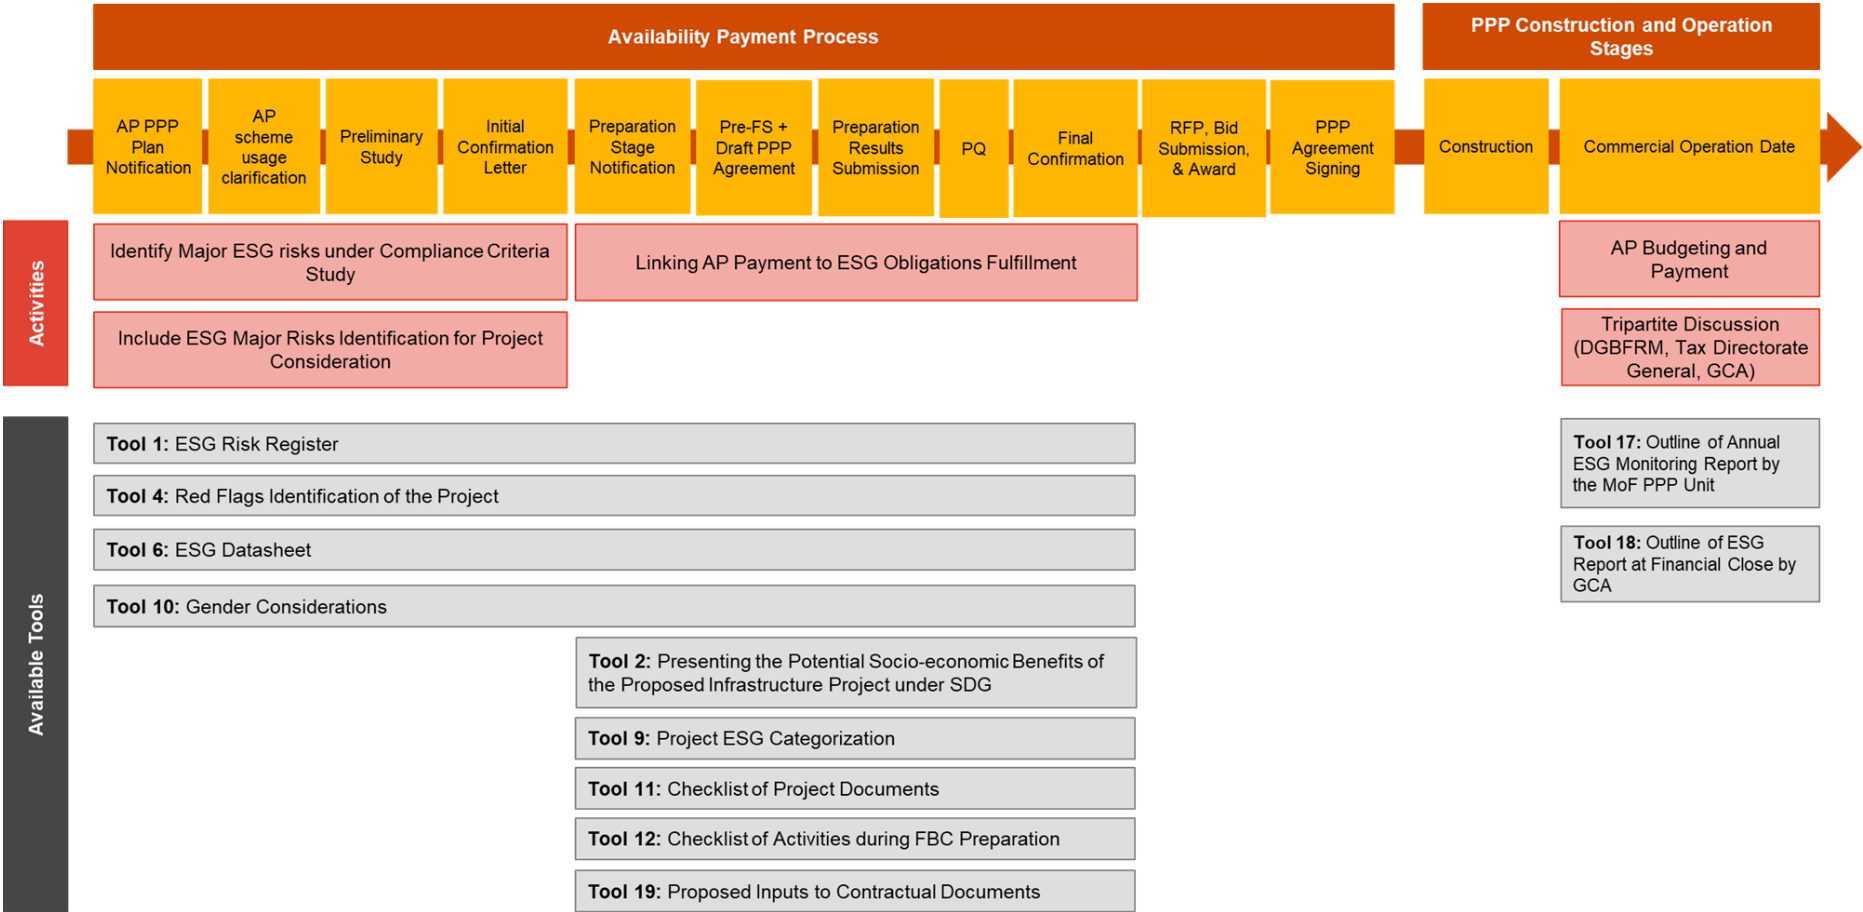 Availability Payment Process
PPP Construction and Operation
Stages
AP PPP
Plan
Notification
AP
scheme
usage
clarification
Preliminary
Study
Initial
Confirmation
Letter
Preparation
Stage
Notification
Pre-FS +
Draft PPP
Agreement
Preparation
Results
Submission
PQ
Final
Confirmation
RFP, Bid
Submission,
& Award
PPP
Agreement
Signing
Construction
Commercial Operation Date
Activities
Identify Major ESG risks under Compliance Criteria
Study
Linking AP Payment to ESG Obligations Fulfillment
AP Budgeting and
Payment
Include ESG Major Risks Identification for Project
Consideration
Tripartite Discussion
(DGBFRM, Tax Directorate
General, GCA)
Available Tools
Tool 1: ESG Risk Register
Tool 4: Red Flags Identification of the Project
Tool 6: ESG Datasheet
Tool 10: Gender Considerations
Tool 2: Presenting the Potential Socio-economic Benefits of
the Proposed Infrastructure Project under SDG
Tool 9: Project ESG Categorization
Tool 11: Checklist of Project Documents
Tool 12: Checklist of Activities during FBC Preparation
Tool 19: Proposed Inputs to Contractual Documents
Tool 17: Outline of Annual
ESG Monitoring Report by
the MoF PPP Unit
Tool 18: Outline of ESG
Report at Financial Close by
GCA